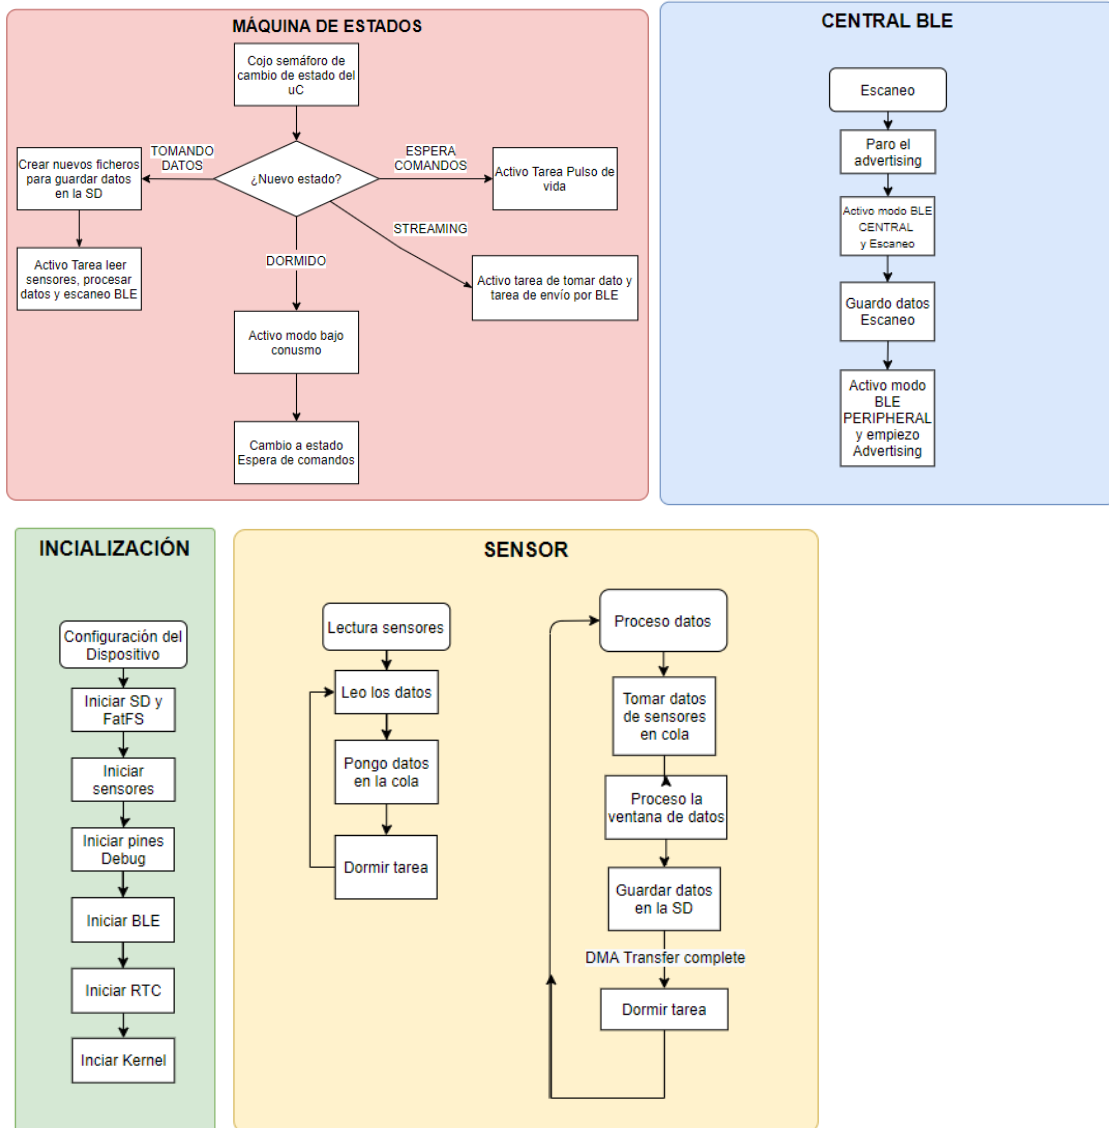 MÁQUINA DE ESTADOS
Cojo semáforo de
cambio de estado del
uC
¿Nuevo estado?
TOMANDO
DATOS
Crear nuevos ficheros
para guardar datos
en la SD
Activo Tarea leer
sensores, procesar
datos y escaneo BLE
ESPERA
COMANDOS
Activo Tarea Pulso de
vida
STREAMING
Activo tarea de tomar dato y
tarea de envío por BLE
DORMIDO
Activo modo bajo
conusmo
Cambio a estado
Espera de comandos
CENTRAL BLE
Escaneo
Paro el
advertising
Activo modo BLE
CENTRAL
y Escaneo
Guardo datos
Escaneo
Activo modo
BLE
PERIPHERAL
y empiezo
Advertising
INCIALIZACIÓN
Configuración del
Dispositivo
Iniciar SD y
FatFS
Iniciar
sensores
Iniciar pines
Debug
Iniciar BLE
Iniciar RTC
Inciar Kernel
SENSOR
Lectura sensores
Leo los datos
Pongo datos
en la cola
Dormir tarea
Proceso datos
Tomar datos
de sensores
en cola
Proceso la
ventana de datos
Guardar datos
en la SD
DMA Transfer complete
Dormir tarea